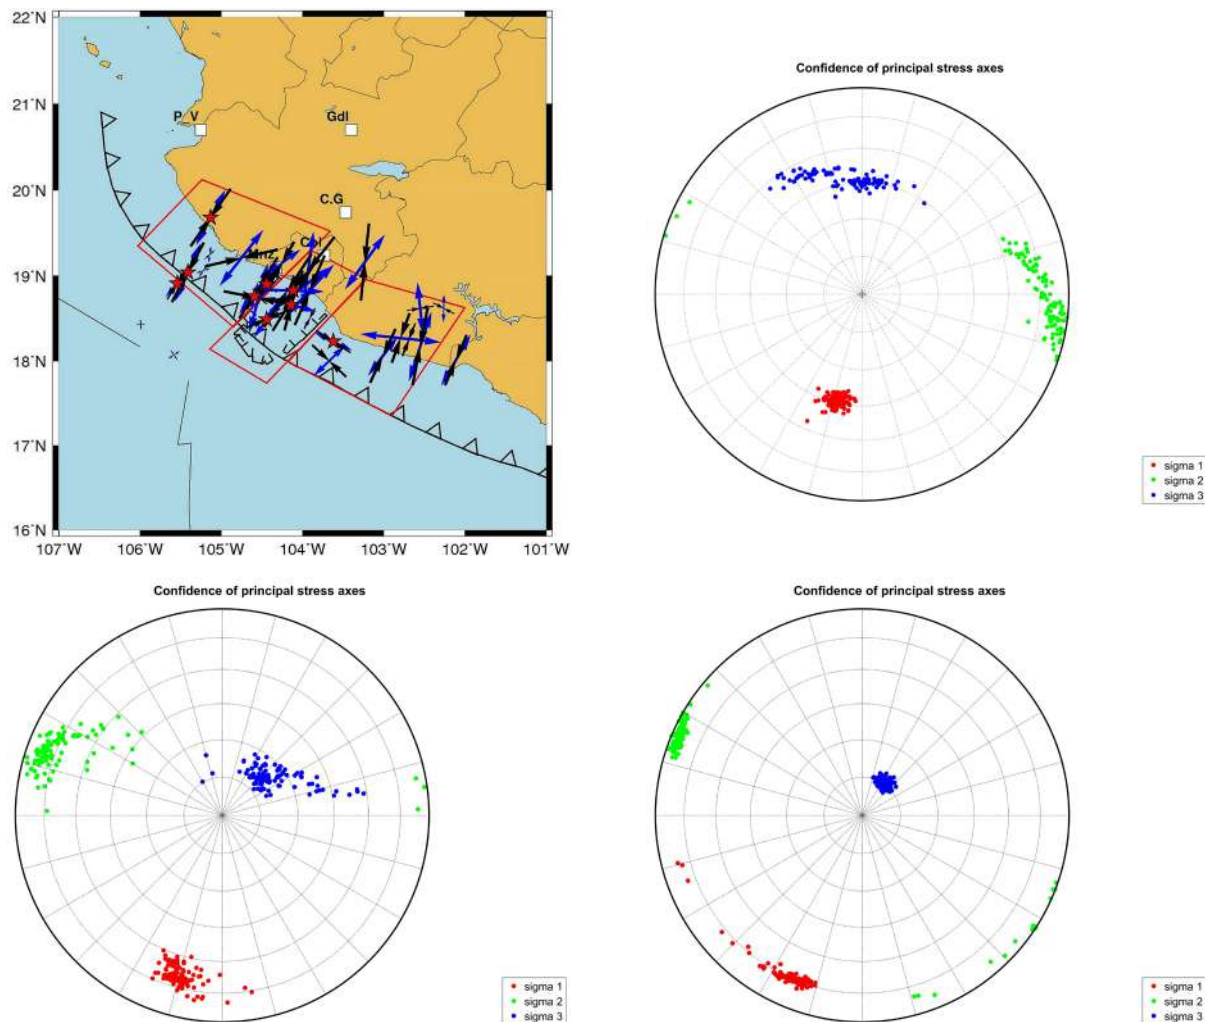 22˚N
21˚N
20˚N
19˚N
18˚N
17˚N
16˚N
107˚W 106˚W 105˚W 104˚W 103˚W 102˚W 101˚W
P. V
Gdl
C.G
Confidence of principal stress axes
sigma 1
sigma 2
sigma 3
Confidence of principal stress axes
sigma 1
sigma 2
sigma 3
Confidence of principal stress axes
sigma 1
sigma 2
sigma 3